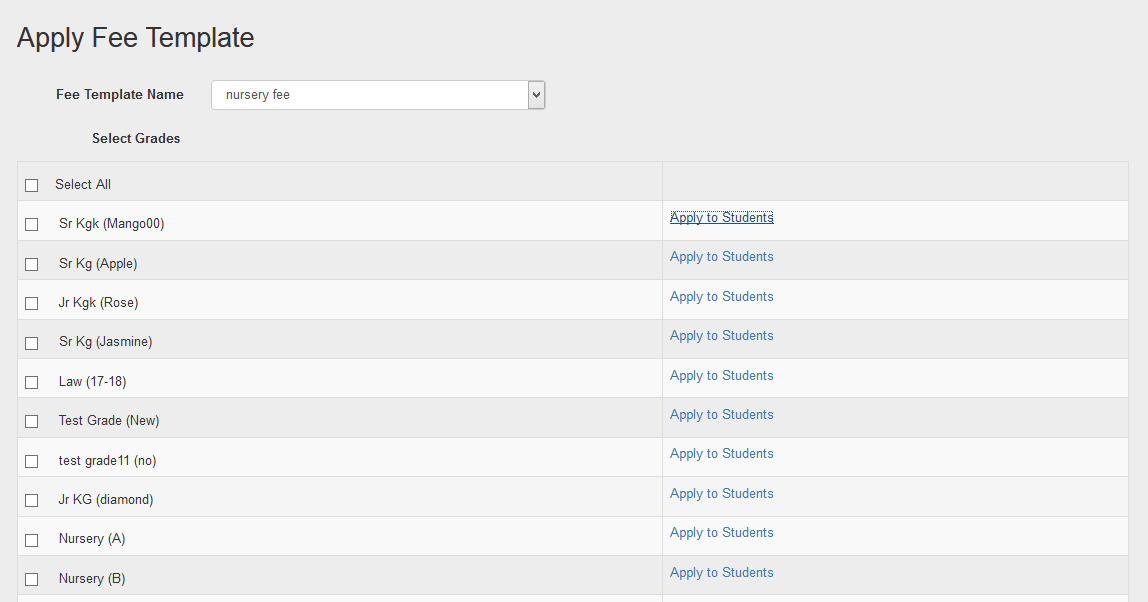 Apply Fee Template
Fee Template Name nursery fee
Select Grades
Select All
Sr Kgk (Mango00) Apply to Students
Sr Kg (Apple) Apply to Students
Jr Kgk (Rose) Apply to Students
Sr Kg (Jasmine) Apply to Students
Law (17-18) Apply to Students
Test Grade (New) Apply to Students
test grade11 (no) Apply to Students
Jr KG (diamond) Apply to Students
Nursery (A) Apply to Students
Nursery (B) Apply to Students